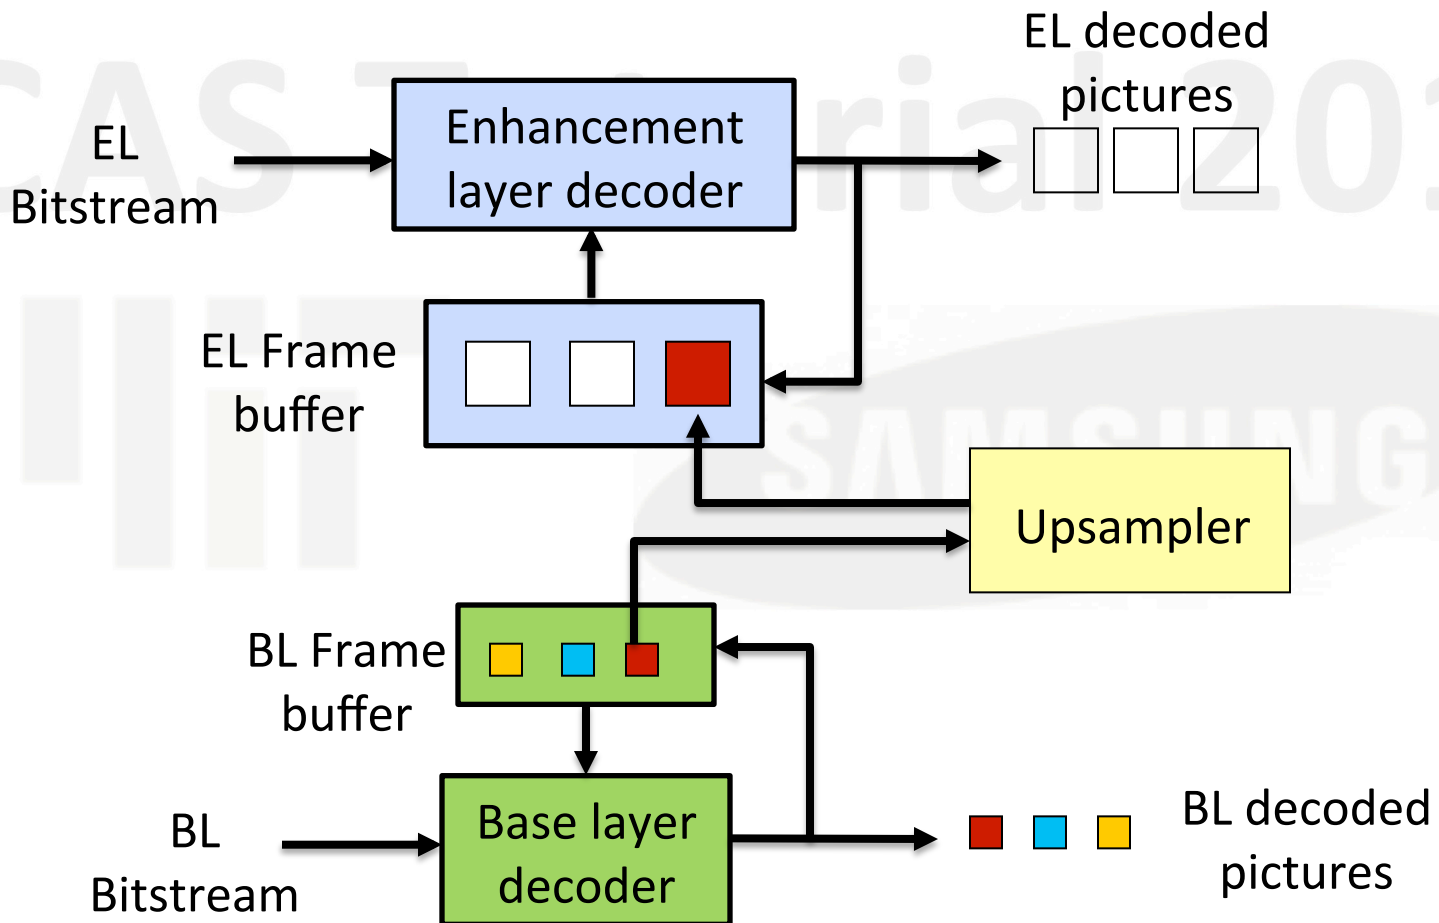 EL decoded
pictures
Enhancement
layer decoder
EL
Bitstream
EL Frame
buffer
SAMSUNG
Upsampler
BL Frame
buffer
Base layer
decoder
BL
Bitstream
BL decoded
pictures